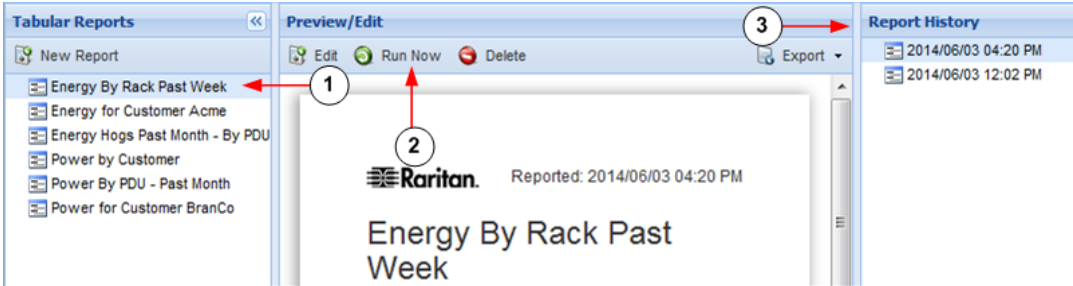 Tabular Reports
New Report
Energy By Rack Past Week
Energy for Customer Acme
Energy Hogs Past Month - By PDU
Power by Customer
Power By PDU - Past Month
Power for Customer BranCo
1
Preview/Edit
Edit
Run Now
Delete
Export
2
Raritan.
Reported: 2014/06/03 04:20 PM
Energy By Rack Past
Week
3
Report History
2014/06/03 04:20 PM
2014/06/03 12:02 PM